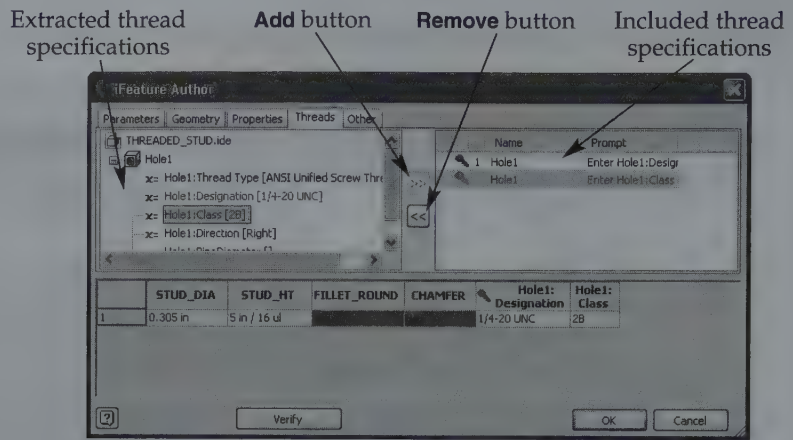 Extracted thread specifications
Add button
Remove button
Included thread specifications
iFeature Author
Parameters Geometry Properties Threads Other
THREADED_STUD.ide
Hole1
x= Hole1:Thread Type [ANSI Unified Screw Thre
x= Hole1:Designation [1/4-20 UNC]
x= Hole1:Class [2B]
x= Hole1:Direction [Right]
>>
<<
Name Prompt
1 Hole1 Enter Hole1:Desigr
Hole1 Enter Hole1:Class
STUD_DIA STUD_HT FILLET_ROUND CHAMFER Hole1: Designation Hole1: Class
1 0.305 in 5 in / 16 ul 1/4-20 UNC 2B
?
Verify
OK
Cancel